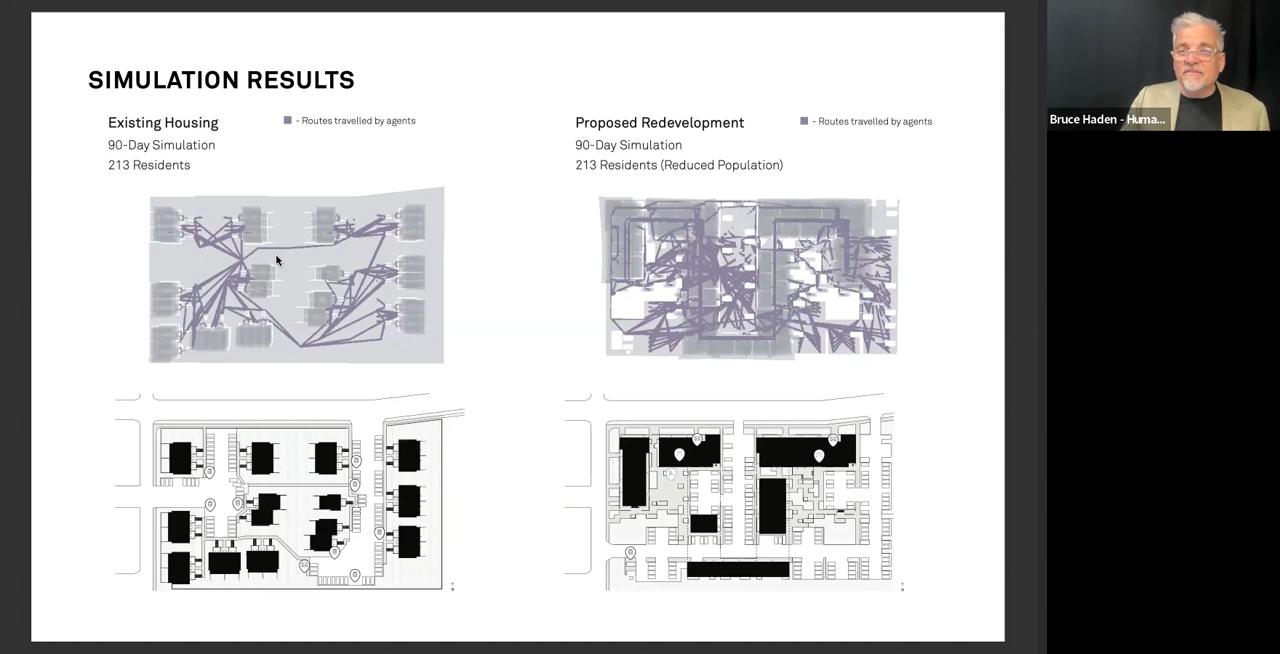 SIMULATION RESULTS
Existing Housing
- Routes travelled by agents
90-Day Simulation
213 Residents
Proposed Redevelopment
- Routes travelled by agents
90-Day Simulation
213 Residents (Reduced Population)
Bruce Haden - Huma...